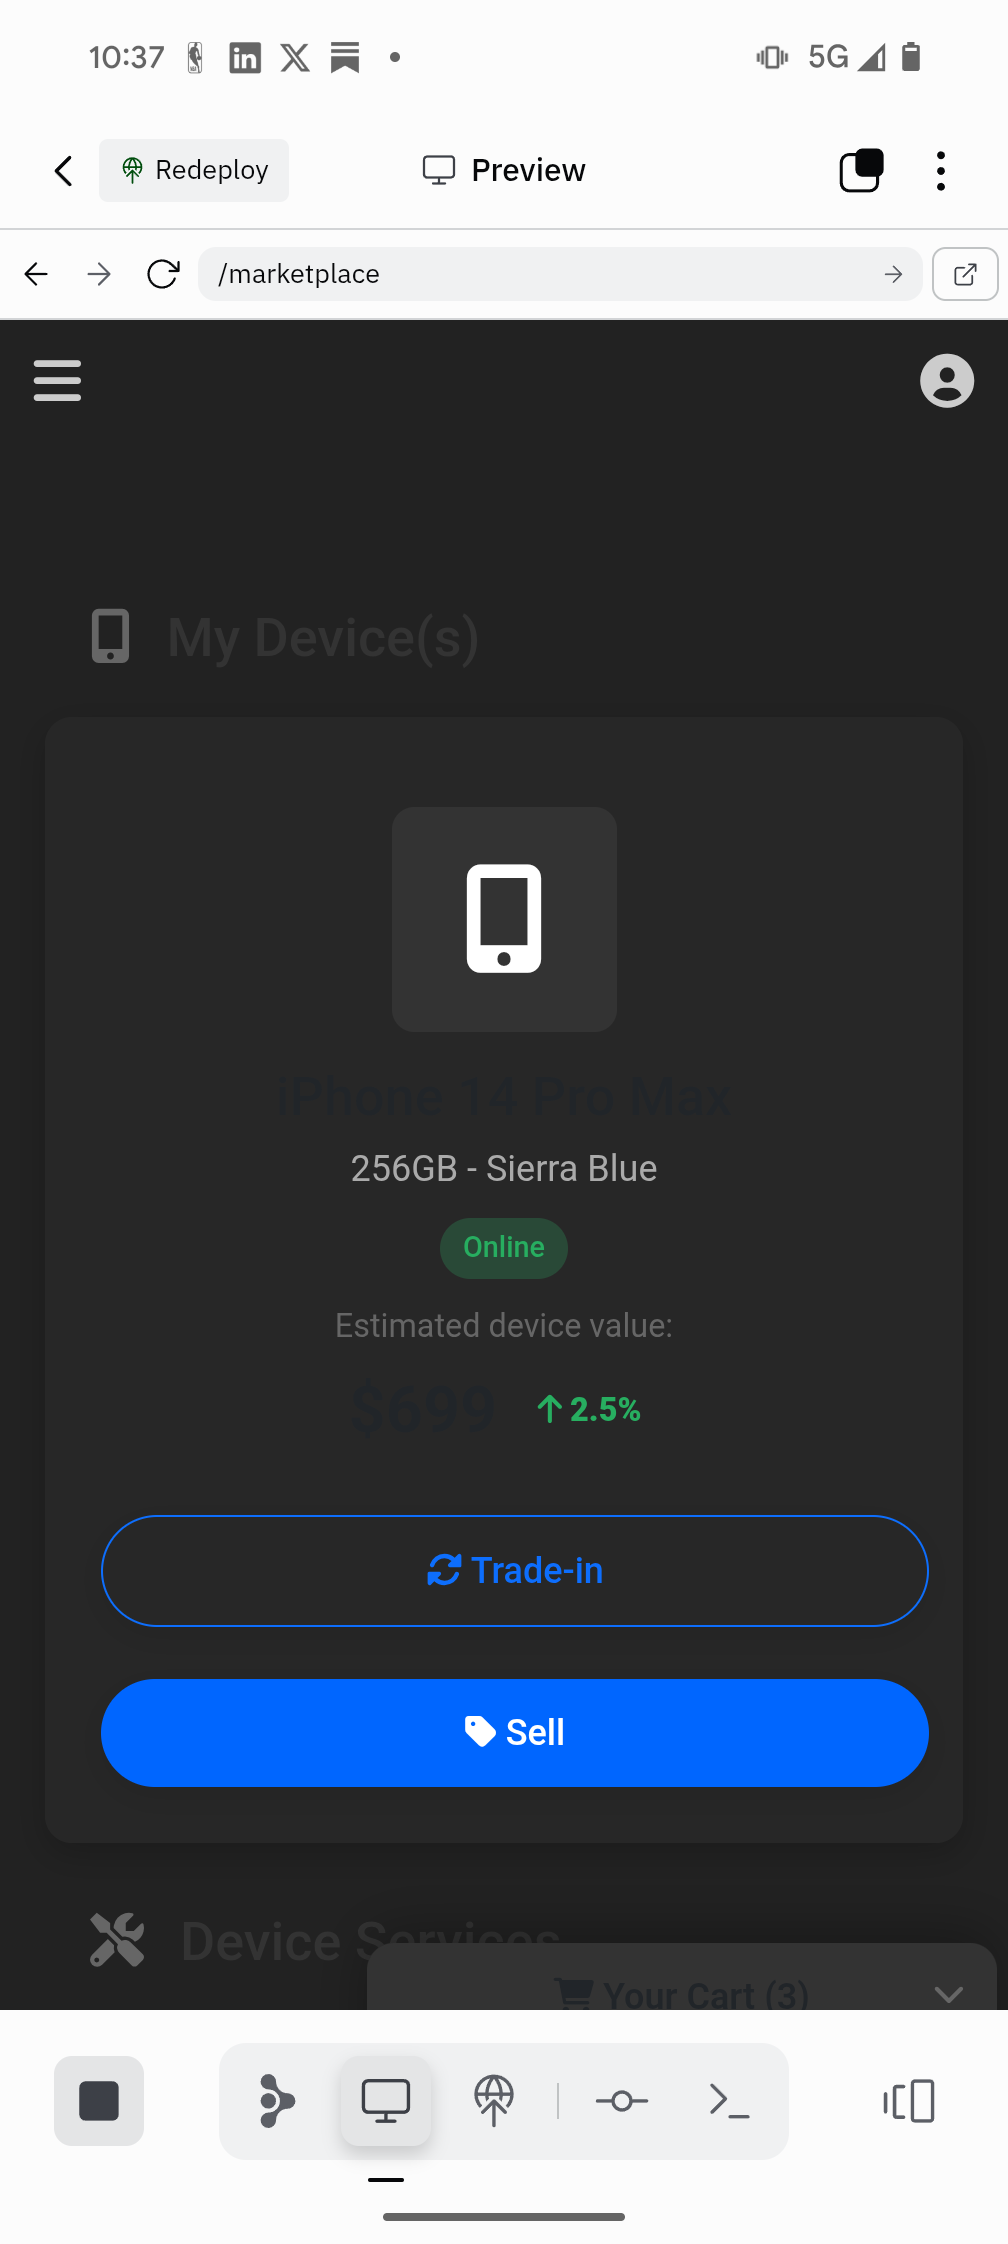 10:37
5G
Redeploy
Preview
/marketplace
My Device(s)
iPhone 14 Pro Max
256GB - Sierra Blue
Online
Estimated device value:
$699 2.5%
Trade-in
Sell
Device Services
Your Cart (3)